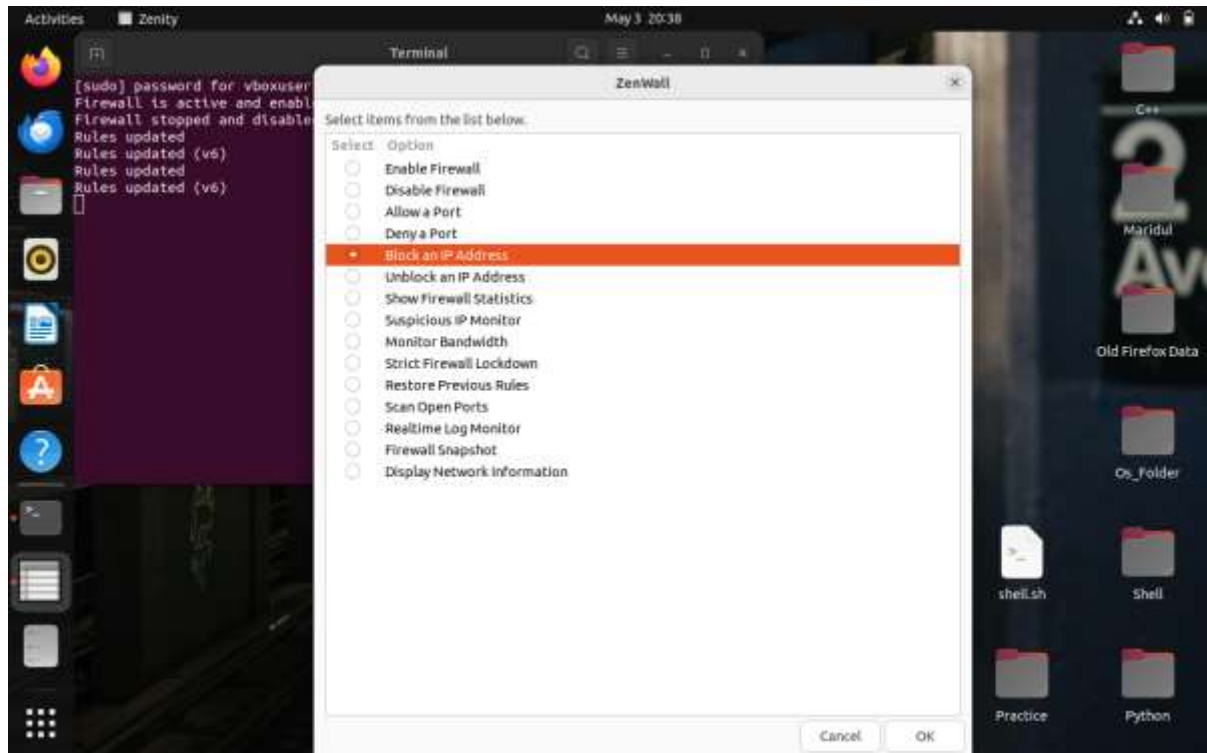 Activities
Zenity
May 3 20:38
Terminal
[sudo] password for vboxuser
Firewall is active and enabl
Firewall stopped and disable
Rules updated
Rules updated (v6)
Rules updated
Rules updated (v6)
ZenWall
Select items from the list below.
Select Option
Enable Firewall
Disable Firewall
Allow a Port
Deny a Port
Block an IP Address
Unblock an IP Address
Show Firewall Statistics
Suspicious IP Monitor
Monitor Bandwidth
Strict Firewall Lockdown
Restore Previous Rules
Scan Open Ports
Realtime Log Monitor
Firewall Snapshot
Display Network Information
Cancel
OK
C++
2
Maridul
Av
Old Firefox Data
Os_Folder
shell.sh
Shell
Practice
Python